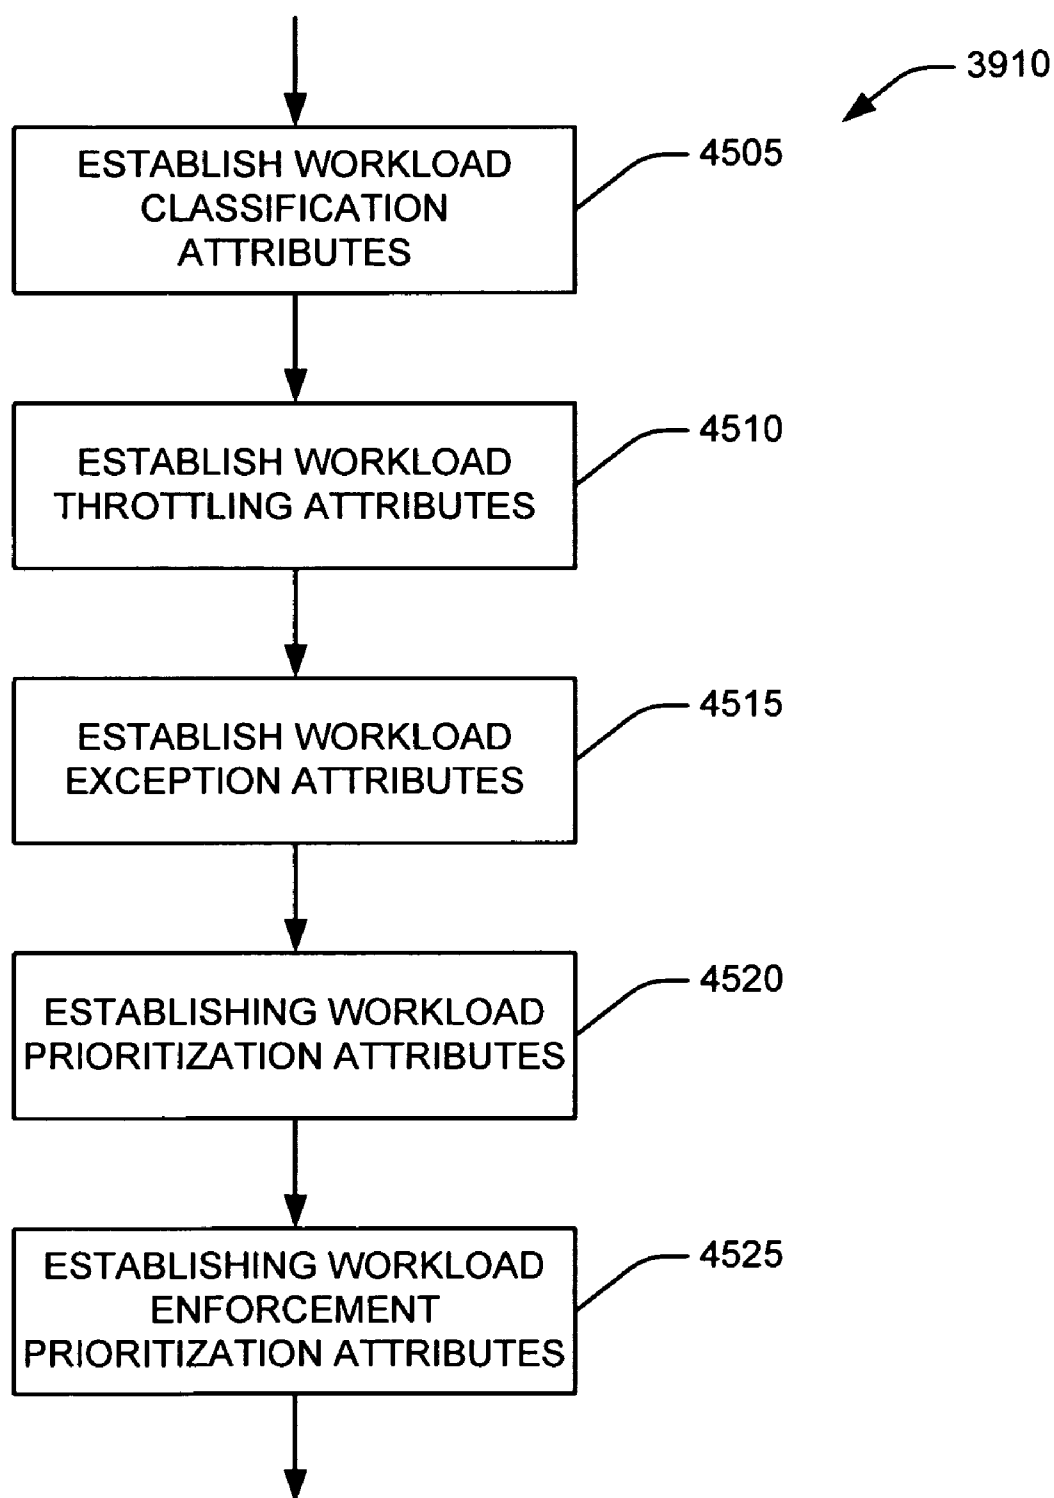 3910
ESTABLISH WORKLOAD
CLASSIFICATION
ATTRIBUTES
4505
ESTABLISH WORKLOAD
THROTTLING ATTRIBUTES
4510
ESTABLISH WORKLOAD
EXCEPTION ATTRIBUTES
4515
ESTABLISHING WORKLOAD
PRIORITIZATION ATTRIBUTES
4520
ESTABLISHING WORKLOAD
ENFORCEMENT
PRIORITIZATION ATTRIBUTES
4525